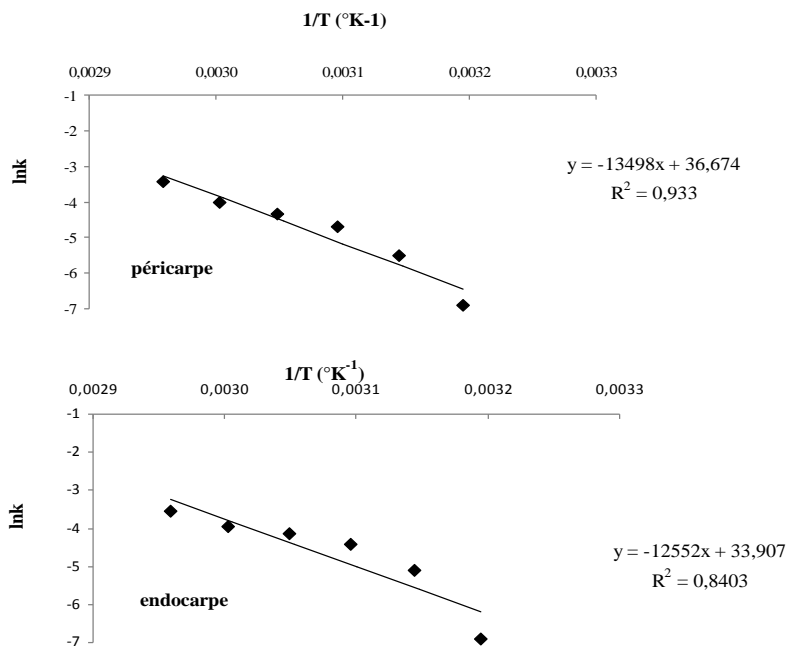 1/T (°K-1)
0,0029 0,0030 0,0031 0,0032 0,0033
-1
-2
-3
-4
-5
-6
-7
lnk
y = -13498x + 36,674
R² = 0,933
péricarpe
1/T (°K⁻¹)
0,0029 0,0030 0,0031 0,0032 0,0033
-1
-2
-3
-4
-5
-6
-7
lnk
y = -12552x + 33,907
R² = 0,8403
endocarpe